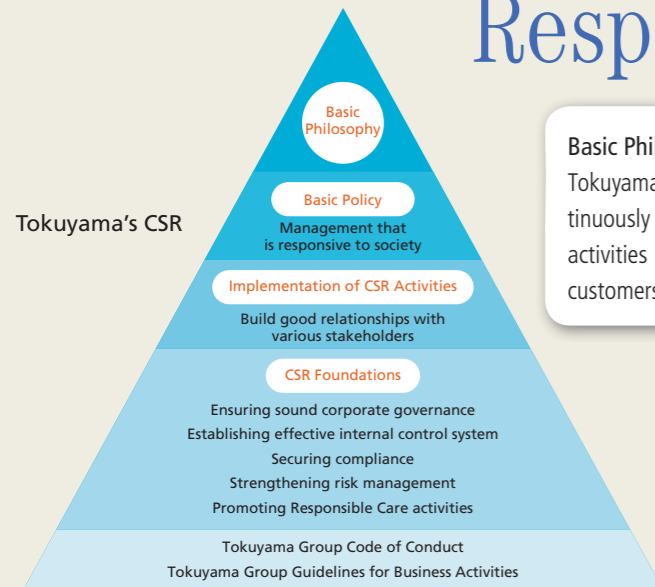 Resp
Basic
Philosophy
Basic Phil
Tokuyama
tinuously
activities
customers
Tokuyama's CSR
Basic Policy
Management that
is responsive to society
Implementation of CSR Activities
Build good relationships with
various stakeholders
CSR Foundations
Ensuring sound corporate governance
Establishing effective internal control system
Securing compliance
Strengthening risk management
Promoting Responsible Care activities
Tokuyama Group Code of Conduct
Tokuyama Group Guidelines for Business Activities